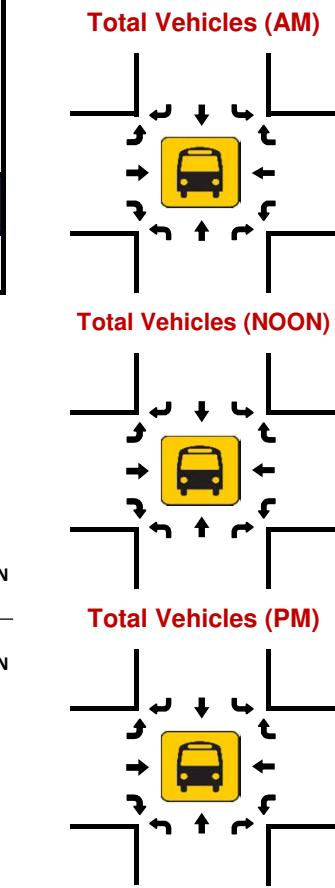 Total Vehicles (AM)
Total Vehicles (NOON)
N
N
Total Vehicles (PM)